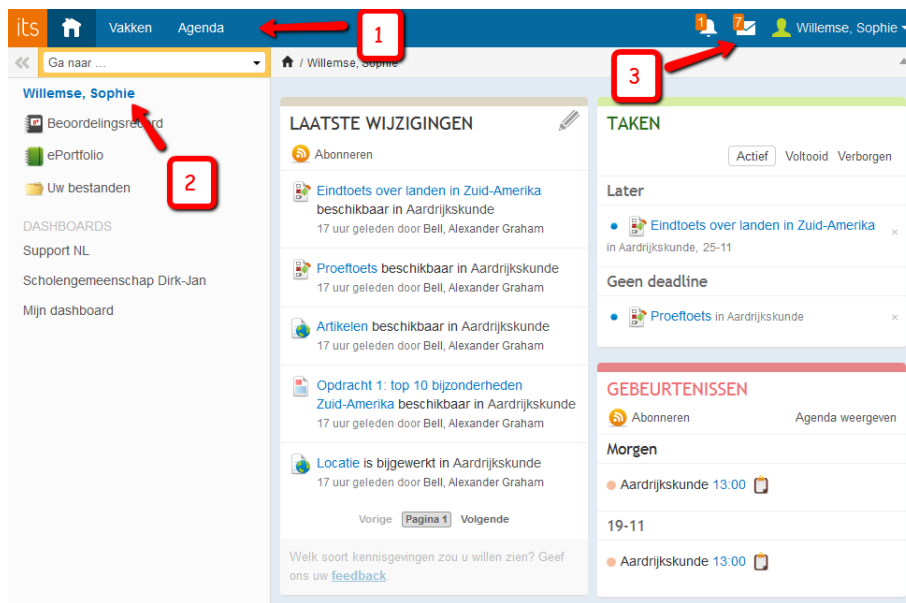 its Vakken Agenda 1 1 7 Willemse, Sophie
Ga naar ... / Willemse, Sophie 3
Willemse, Sophie
Beoordelingsrecord
ePortfolio
Uw bestanden 2
DASHBOARDS
Support NL
Scholengemeenschap Dirk-Jan
Mijn dashboard
LAATSTE WIJZIGINGEN
Abonneren
Eindtoets over landen in Zuid-Amerika
beschikbaar in Aardrijkskunde
17 uur geleden door Bell, Alexander Graham
Proeftoets beschikbaar in Aardrijkskunde
17 uur geleden door Bell, Alexander Graham
Artikelen beschikbaar in Aardrijkskunde
17 uur geleden door Bell, Alexander Graham
Opdracht 1: top 10 bijzonderheden
Zuid-Amerika beschikbaar in Aardrijkskunde
17 uur geleden door Bell, Alexander Graham
Locatie is bijgewerkt in Aardrijkskunde
17 uur geleden door Bell, Alexander Graham
Vorige Pagina 1 Volgende
Welk soort kennisgevingen zou u willen zien? Geef
ons uw feedback.
TAKEN
Actief Voltooid Verborgen
Later
Eindtoets over landen in Zuid-Amerika
in Aardrijkskunde, 25-11
Geen deadline
Proeftoets in Aardrijkskunde
GEBEURTENISSEN
Abonneren Agenda weergeven
Morgen
Aardrijkskunde 13:00
19-11
Aardrijkskunde 13:00